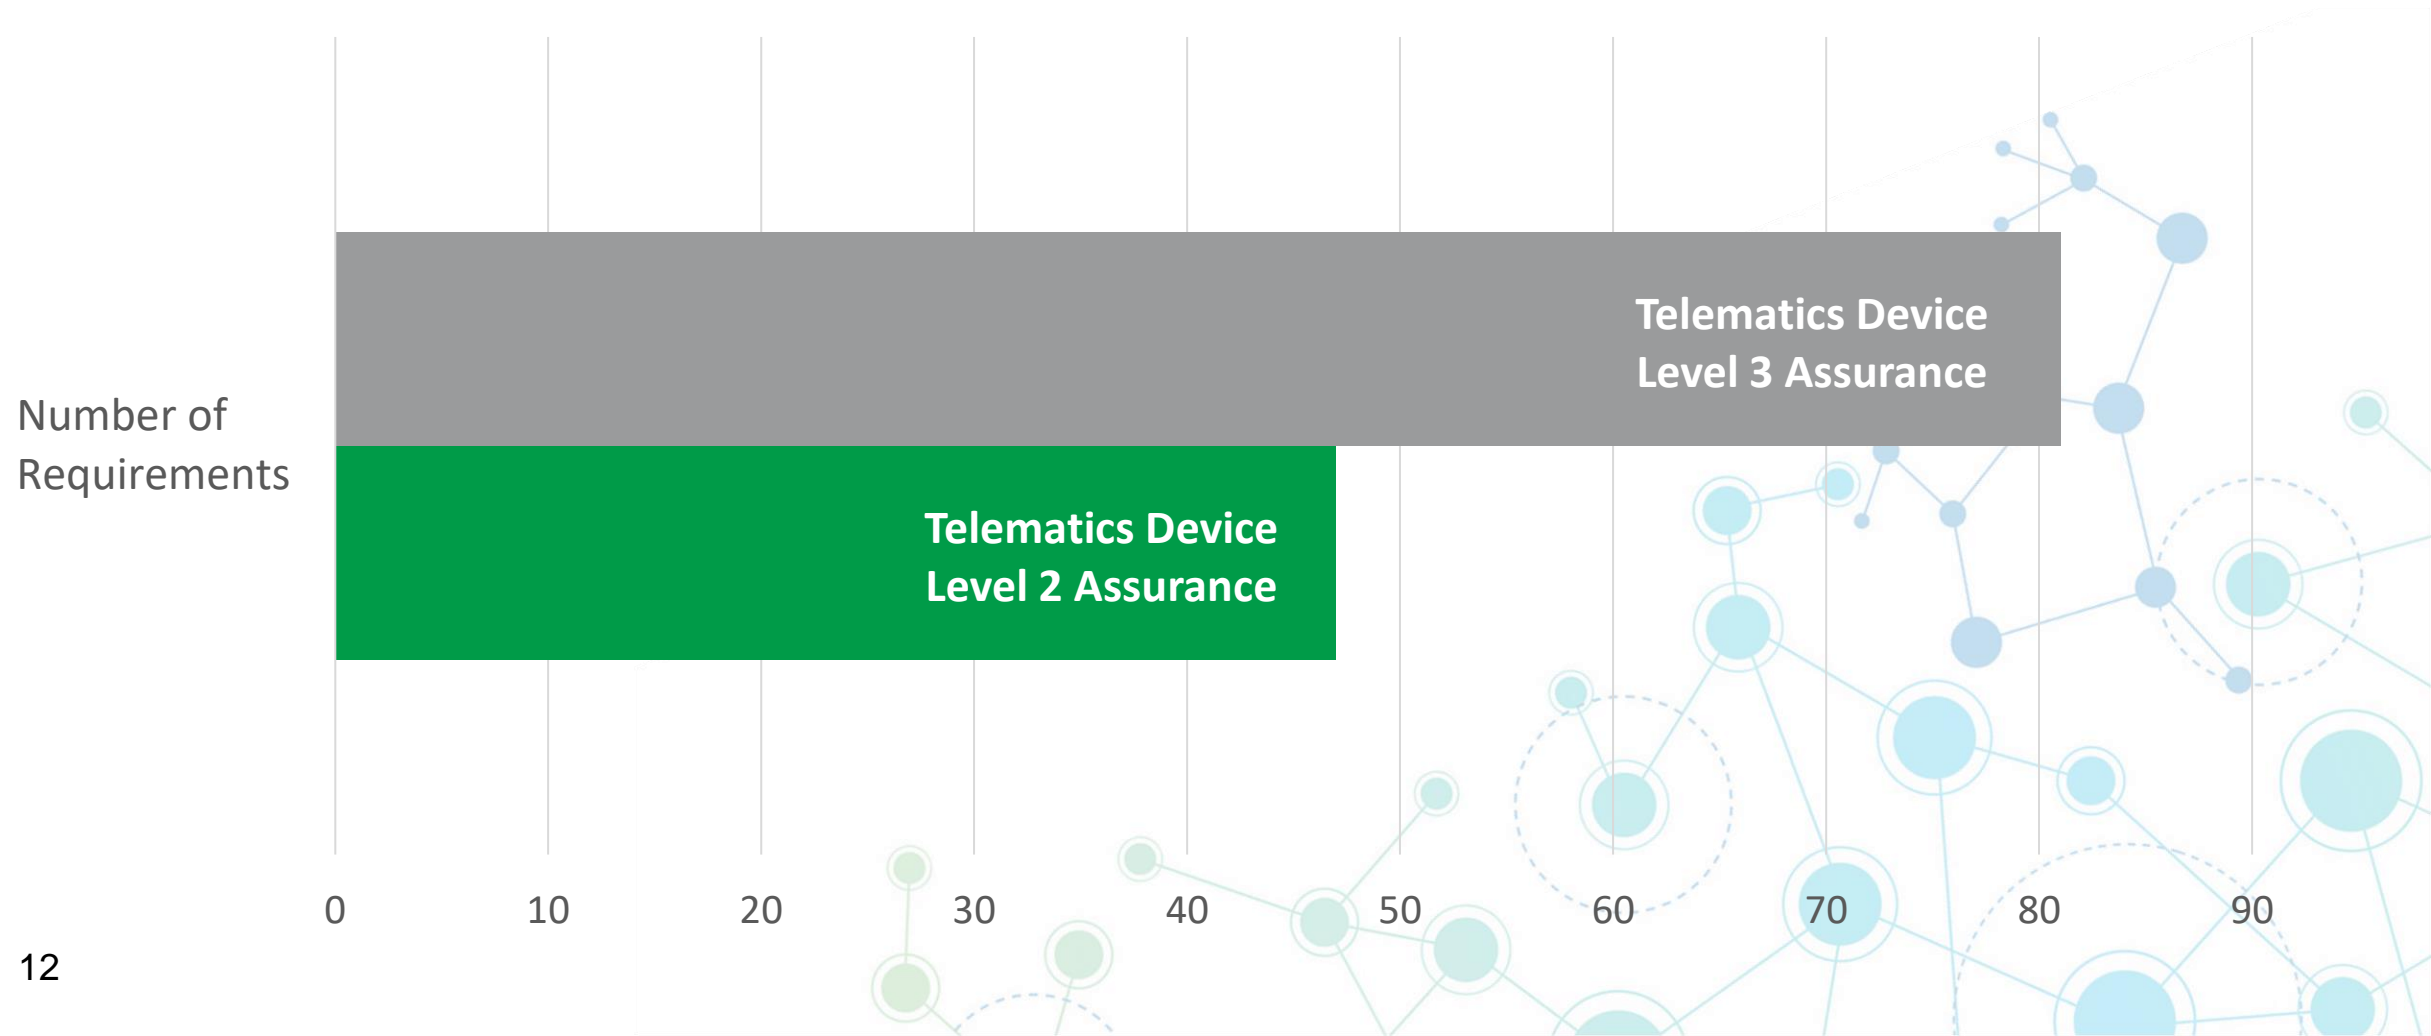 Telematics Device
Level 3 Assurance
Number of
Requirements
Telematics Device
Level 2 Assurance
0 10 20 30 40 50 60 70 80 90
12